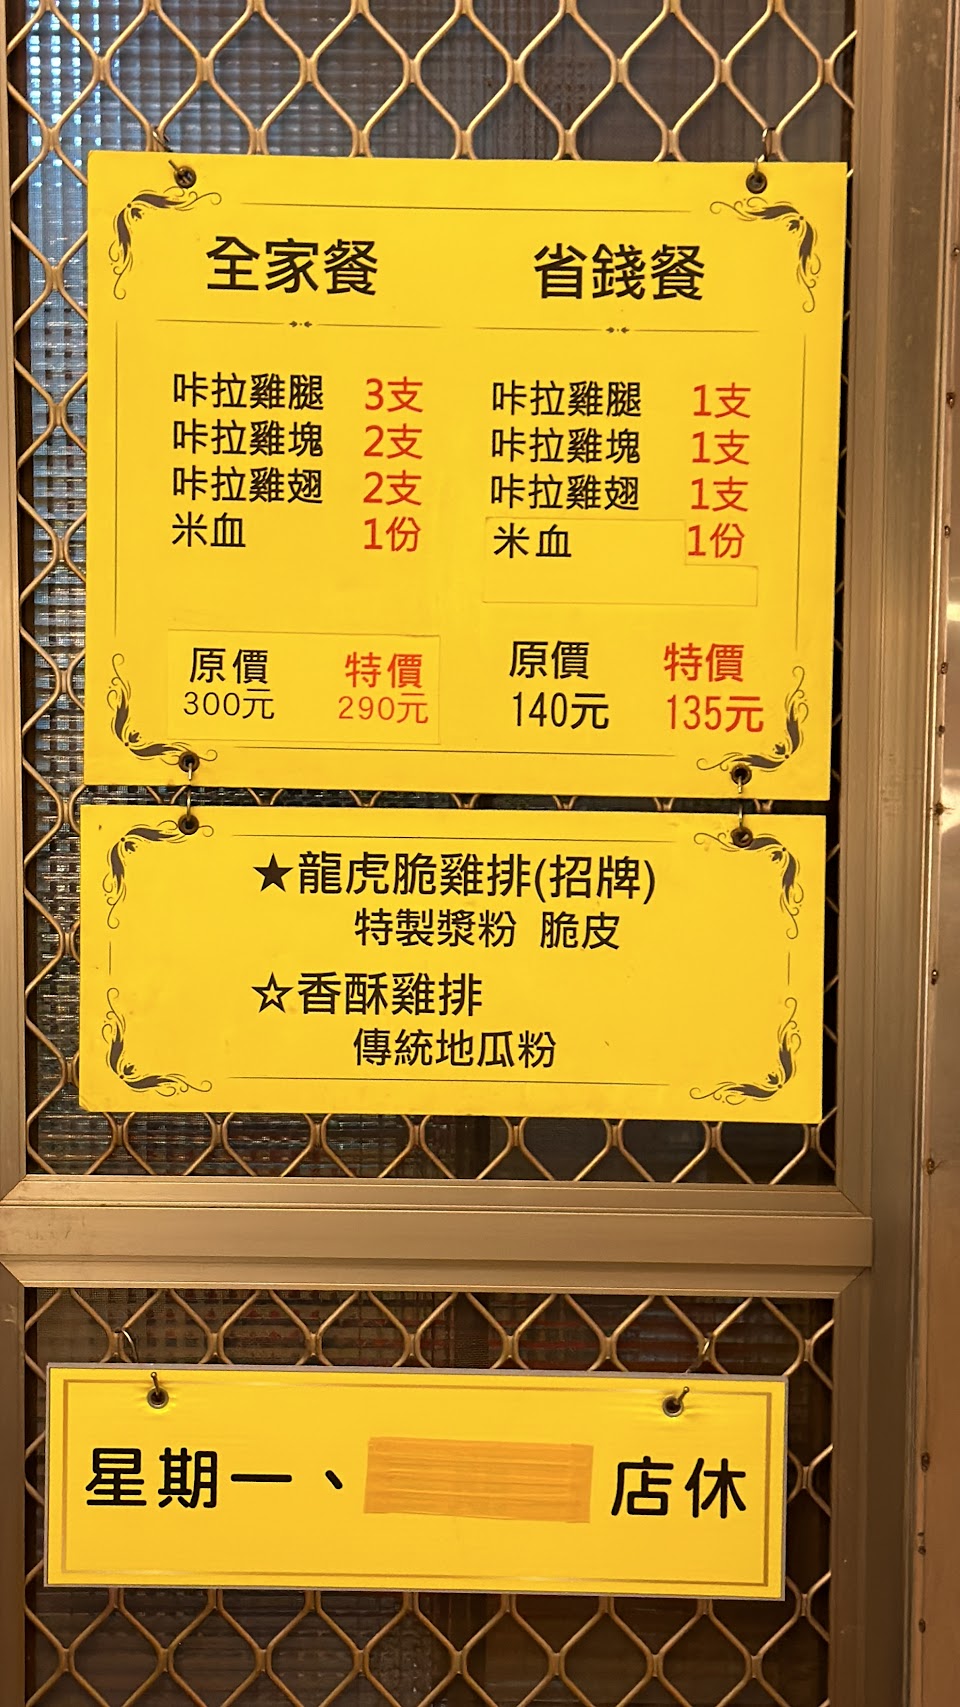 全家餐
咔拉雞腿 3支
咔拉雞塊 2支
咔拉雞翅 2支
米血 1份
原價 特價
300元 290元
省錢餐
咔拉雞腿 1支
咔拉雞塊 1支
咔拉雞翅 1支
米血 1份
原價 特價
140元 135元
★龍虎脆雞排(招牌)
特製漿粉 脆皮
☆香酥雞排
傳統地瓜粉
星期一、 店休